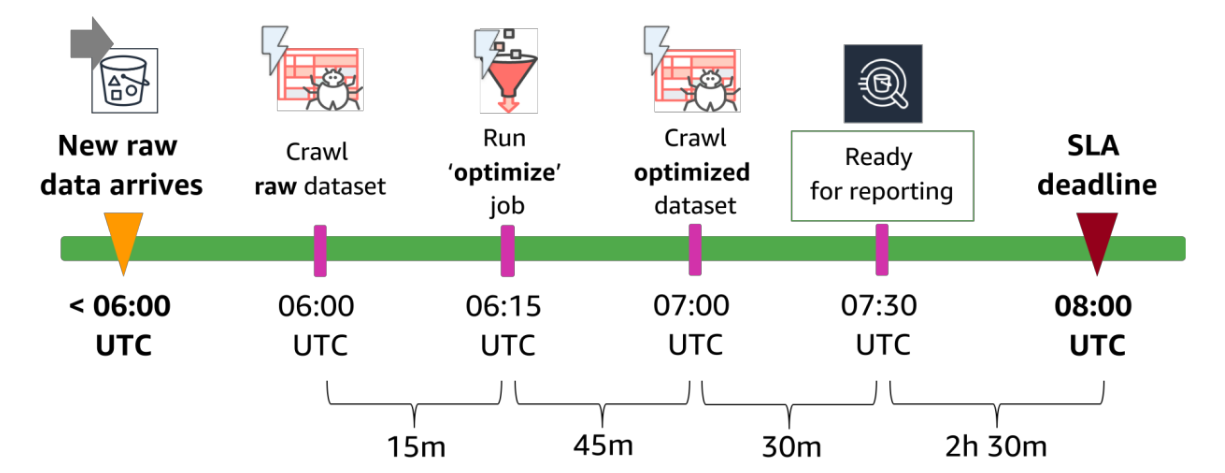 New raw
data arrives
Crawl
raw dataset
Run
‘optimize’
job
Crawl
optimized
dataset
Ready
for reporting
SLA
deadline
< 06:00
UTC
06:00
UTC
06:15
UTC
07:00
UTC
07:30
UTC
08:00
UTC
15m
45m
30m
2h 30m